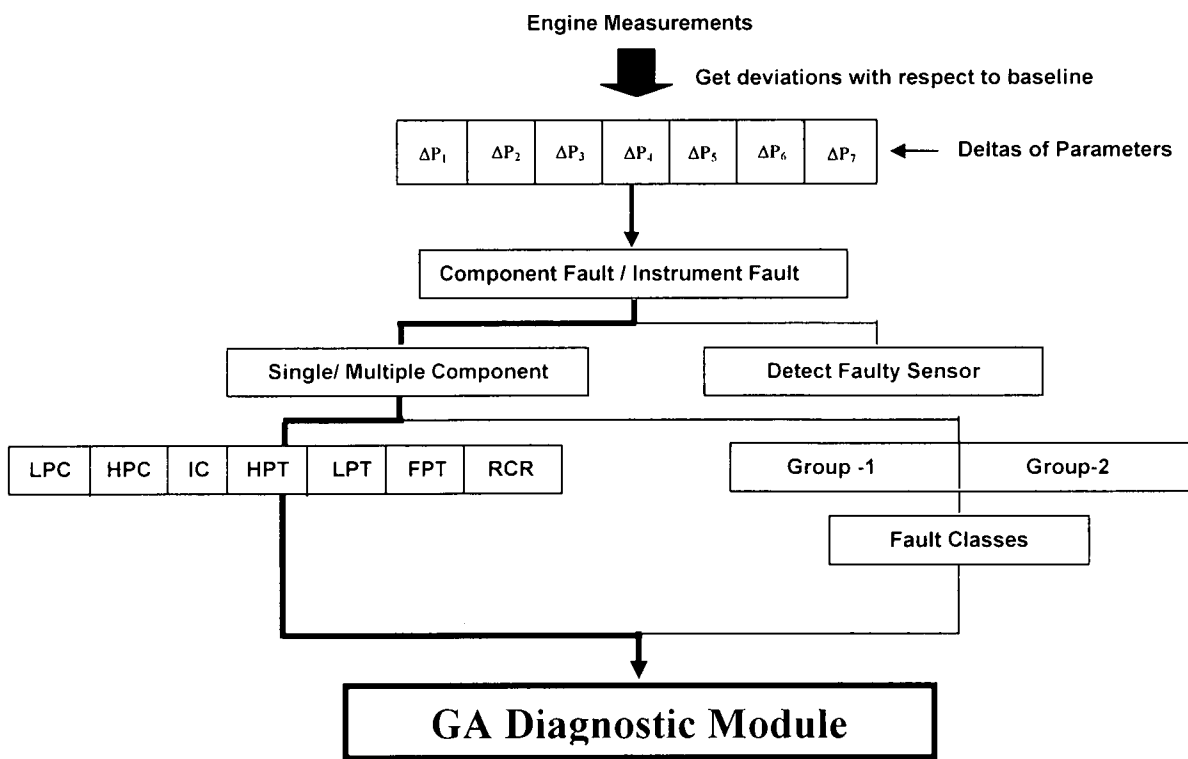 Engine Measurements
Get deviations with respect to baseline
ΔP₁ ΔP₂ ΔP₃ ΔP₄ ΔP₅ ΔP₆ ΔP₇
Deltas of Parameters
Component Fault / Instrument Fault
Single/ Multiple Component
Detect Faulty Sensor
LPC HPC IC HPT LPT FPT RCR
Group -1 Group-2
Fault Classes
GA Diagnostic Module